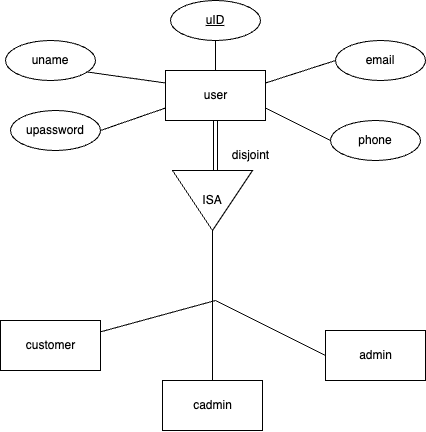 uID
uname
email
user
upassword
phone
disjoint
ISA
customer
admin
cadmin